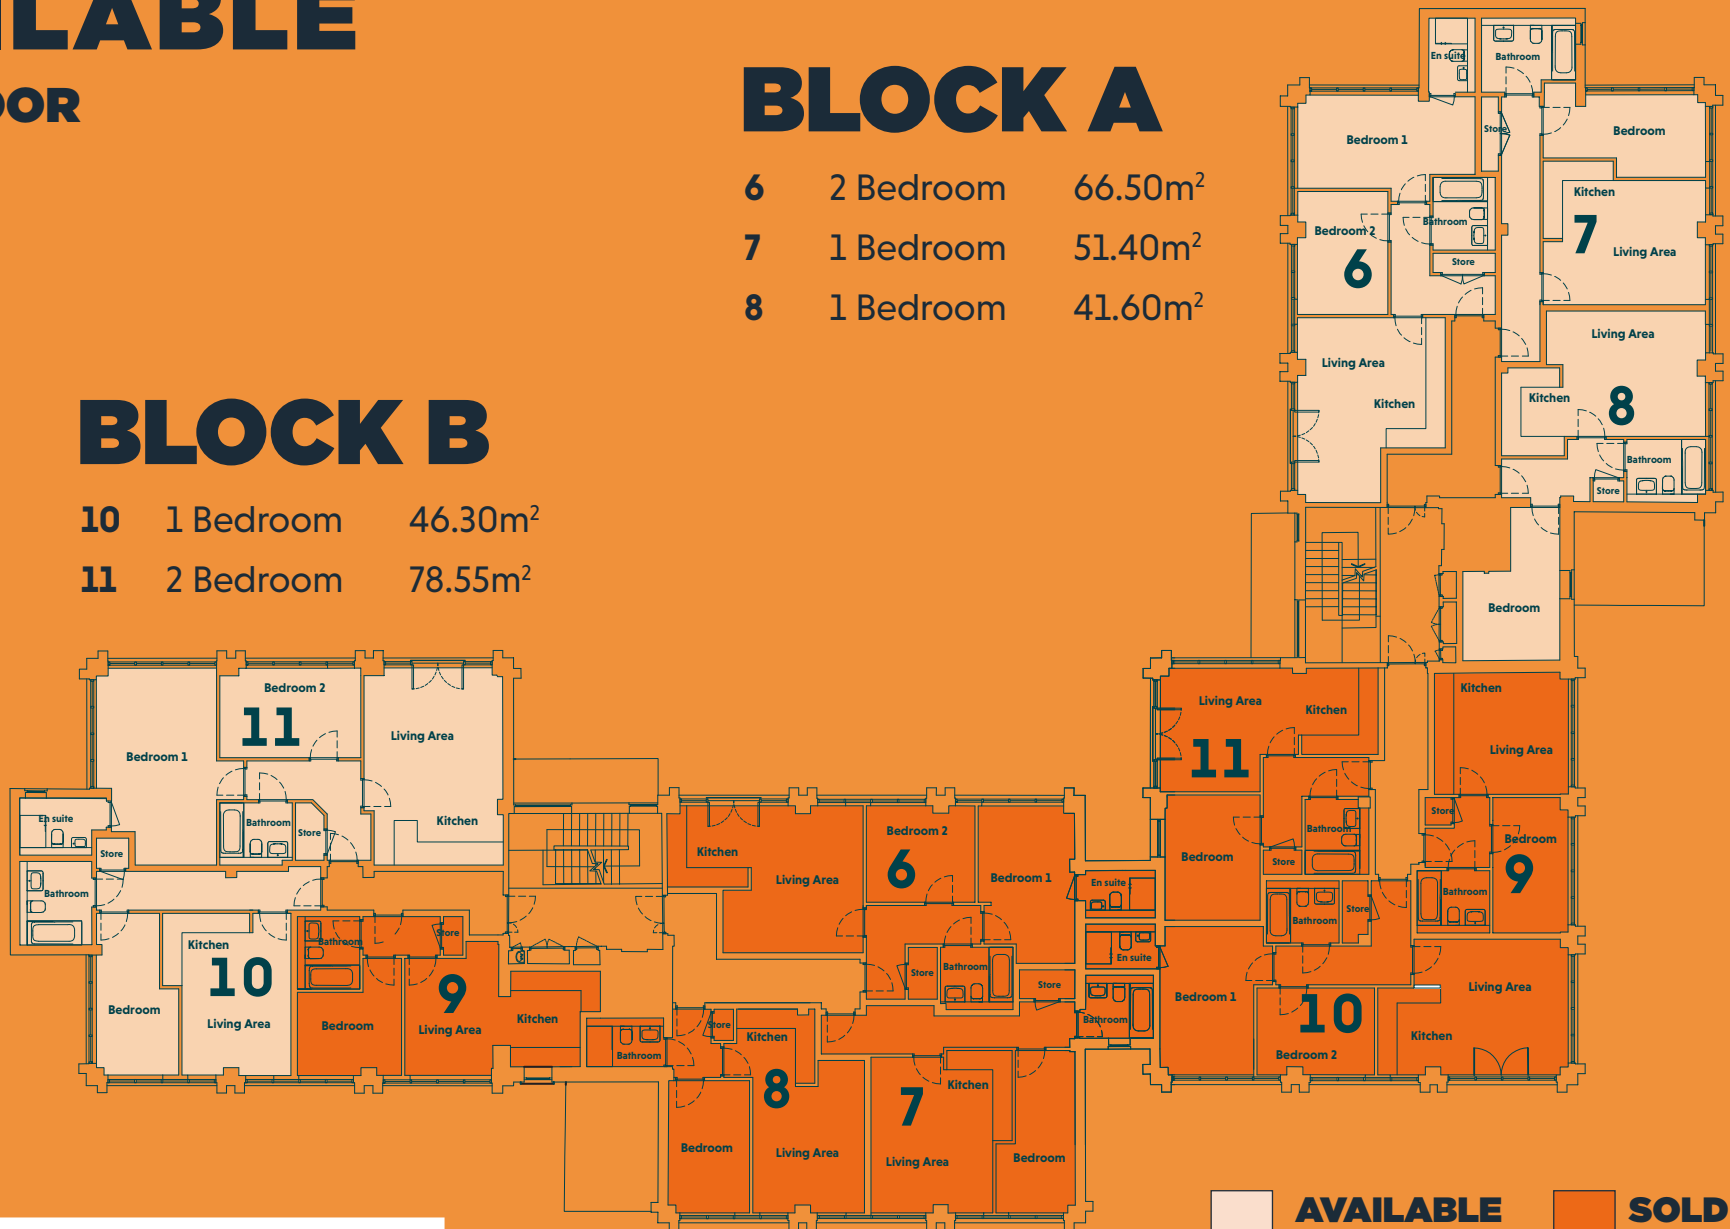 ILABLE
OOR
BLOCK A
6 2 Bedroom 66.50m²
7 1 Bedroom 51.40m²
8 1 Bedroom 41.60m²
BLOCK B
10 1 Bedroom 46.30m²
11 2 Bedroom 78.55m²
En suite
Bathroom
Bedroom 1
Store
Bedroom
Kitchen
7
Living Area
Bedroom 2
Bathroom
6
Store
Living Area
Kitchen
Living Area
Kitchen
8
Bathroom
Store
Bedroom
Bedroom 2
11
Bedroom 1
Living Area
En suite
Bathroom
Store
Kitchen
Store
Bathroom
Kitchen
10
Bedroom
Living Area
Bathroom
Store
9
Bedroom
Living Area
Kitchen
Kitchen
Living Area
Bedroom 2
6
Bedroom 1
Store
Bathroom
Store
Bathroom
Store
Kitchen
8
Bedroom
Living Area
Kitchen
7
Living Area
Bedroom
En suite
En suite
Bathroom
Living Area
Kitchen
11
Bathroom
Bedroom
Store
Kitchen
Living Area
Store
Bedroom
9
Bathroom
Bathroom
Store
Bedroom 1
10
Bedroom 2
Living Area
Kitchen
AVAILABLE
SOLD